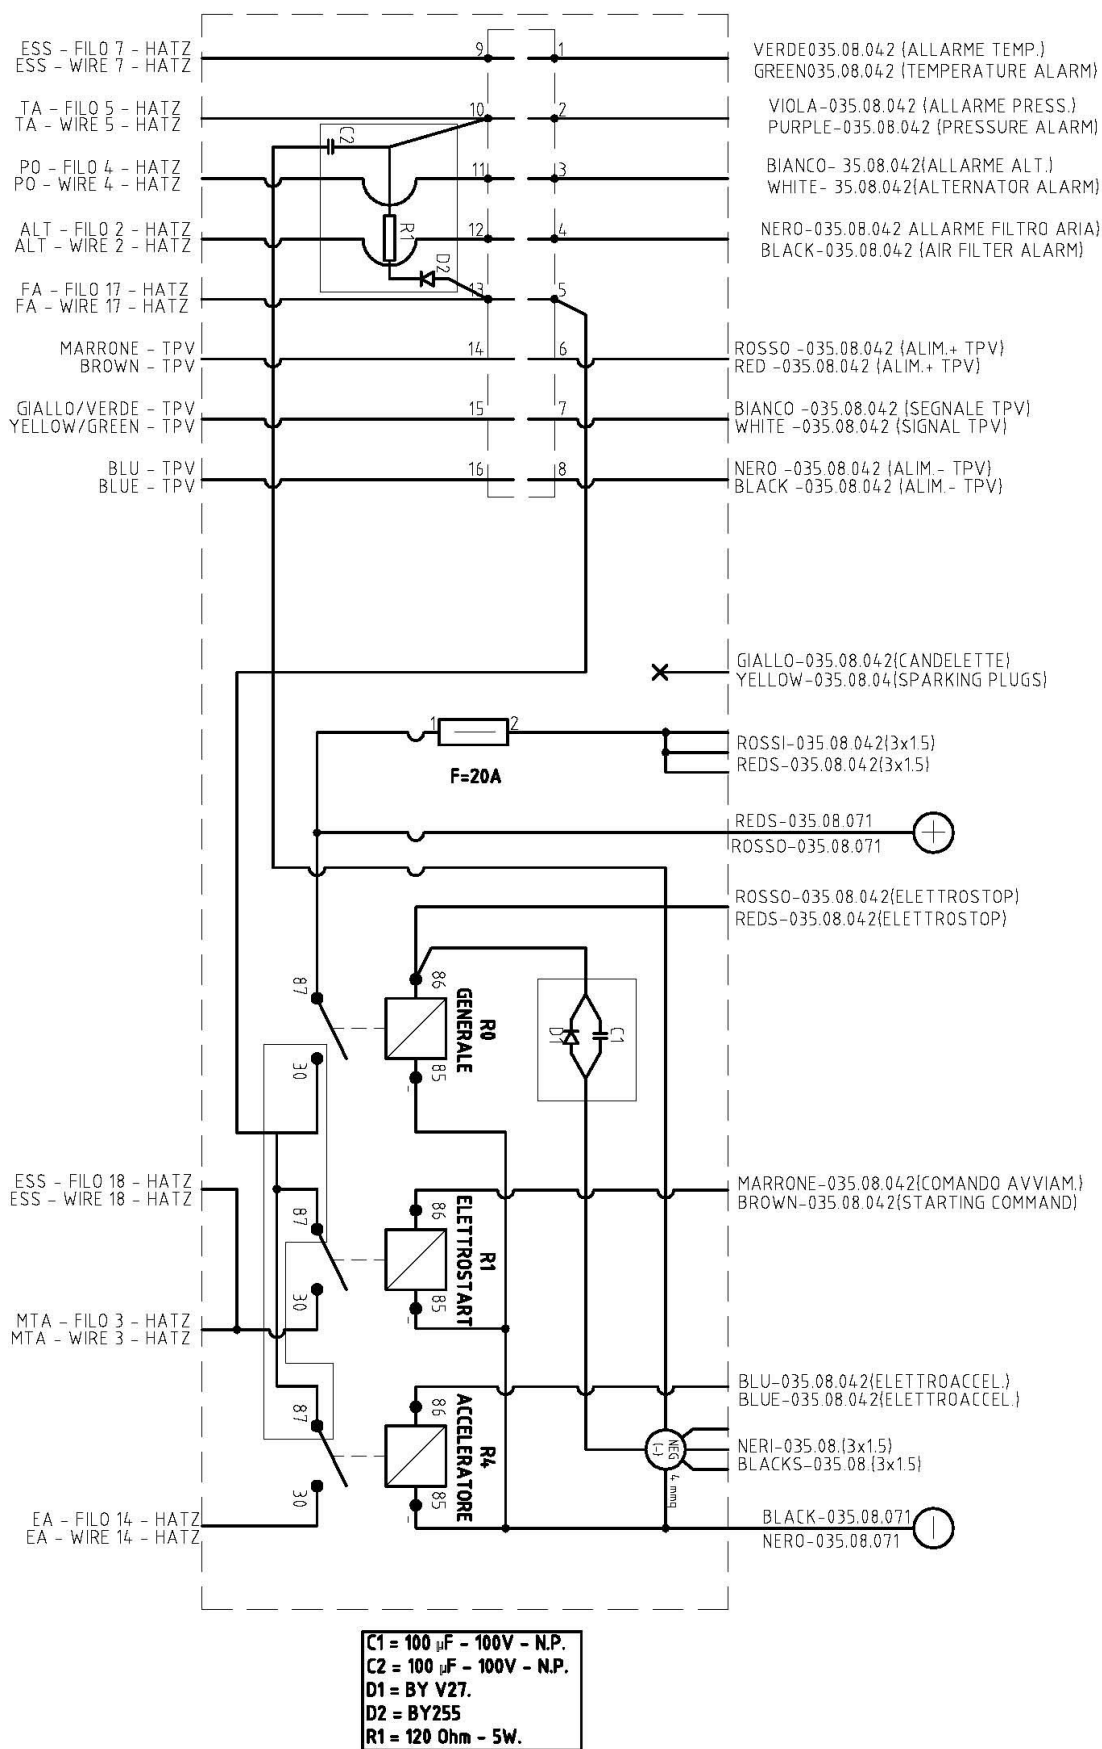 ESS - FILO 7 - HATZ
ESS - WIRE 7 - HATZ
9
1
VERDE035.08.042 (ALLARME TEMP.)
GREEN035.08.042 (TEMPERATURE ALARM)
TA - FILO 5 - HATZ
TA - WIRE 5 - HATZ
10
2
VIOLA-035.08.042 (ALLARME PRESS.)
PURPLE-035.08.042 (PRESSURE ALARM)
C2
PO - FILO 4 - HATZ
PO - WIRE 4 - HATZ
11
3
BIANCO- 35.08.042(ALLARME ALT.)
WHITE- 35.08.042(ALTERNATOR ALARM)
ALT - FILO 2 - HATZ
ALT - WIRE 2 - HATZ
R1
12
4
NERO-035.08.042 ALLARME FILTRO ARIA)
BLACK-035.08.042 (AIR FILTER ALARM)
D2
FA - FILO 17 - HATZ
FA - WIRE 17 - HATZ
13
5
MARRONE - TPV
BROWN - TPV
14
6
ROSSO -035.08.042 (ALIM.+ TPV)
RED -035.08.042 (ALIM.+ TPV)
GIALLO/VERDE - TPV
YELLOW/GREEN - TPV
15
7
BIANCO -035.08.042 (SEGNALE TPV)
WHITE -035.08.042 (SIGNAL TPV)
BLU - TPV
BLUE - TPV
16
8
NERO -035.08.042 (ALIM.- TPV)
BLACK -035.08.042 (ALIM.- TPV)
GIALLO-035.08.042(CANDELETTE)
YELLOW-035.08.04(SPARKING PLUGS)
1
2
F=20A
ROSSI-035.08.042(3x1.5)
REDS-035.08.042(3x1.5)
REDS-035.08.071
ROSSO-035.08.071
+
ROSSO-035.08.042(ELETTROSTOP)
REDS-035.08.042(ELETTROSTOP)
87
30
86
85
-
R0
GENERALE
D1
C1
ESS - FILO 18 - HATZ
ESS - WIRE 18 - HATZ
87
30
86
85
-
R1
ELETTROSTART
MARRONE-035.08.042(COMANDO AVVIAM.)
BROWN-035.08.042(STARTING COMMAND)
MTA - FILO 3 - HATZ
MTA - WIRE 3 - HATZ
87
30
86
85
-
R4
ACCELERATORE
BLU-035.08.042(ELETTROACCEL.)
BLUE-035.08.042(ELETTROACCEL.)
NEG
(-)
4 mmq
NERI-035.08.(3x1.5)
BLACKS-035.08.(3x1.5)
EA - FILO 14 - HATZ
EA - WIRE 14 - HATZ
BLACK-035.08.071
NERO-035.08.071
-
C1 = 100 µF - 100V - N.P.
C2 = 100 µF - 100V - N.P.
D1 = BY V27.
D2 = BY255
R1 = 120 Ohm - 5W.